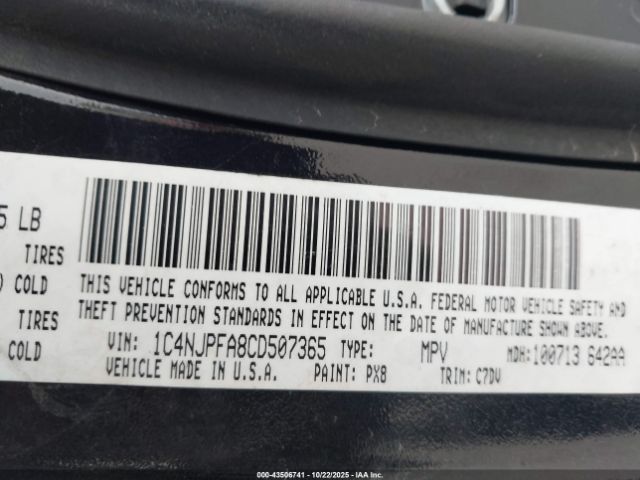 5 LB
TIRES
) COLD
TIRES
COLD
THIS VEHICLE CONFORMS TO ALL APPLICABLE U.S.A. FEDERAL MOTOR VEHICLE SAFETY AND
THEFT PREVENTION STANDARDS IN EFFECT ON THE DATE OF MANUFACTURE SHOWN ABOVE.
VIN: 1C4NJPFA8CD507365 TYPE: MPV MDH:100713 642AA
VEHICLE MADE IN U.S.A. PAINT: PX8 TRIM: C7DV
000-43506741 - 10/22/2025 - IAA Inc.